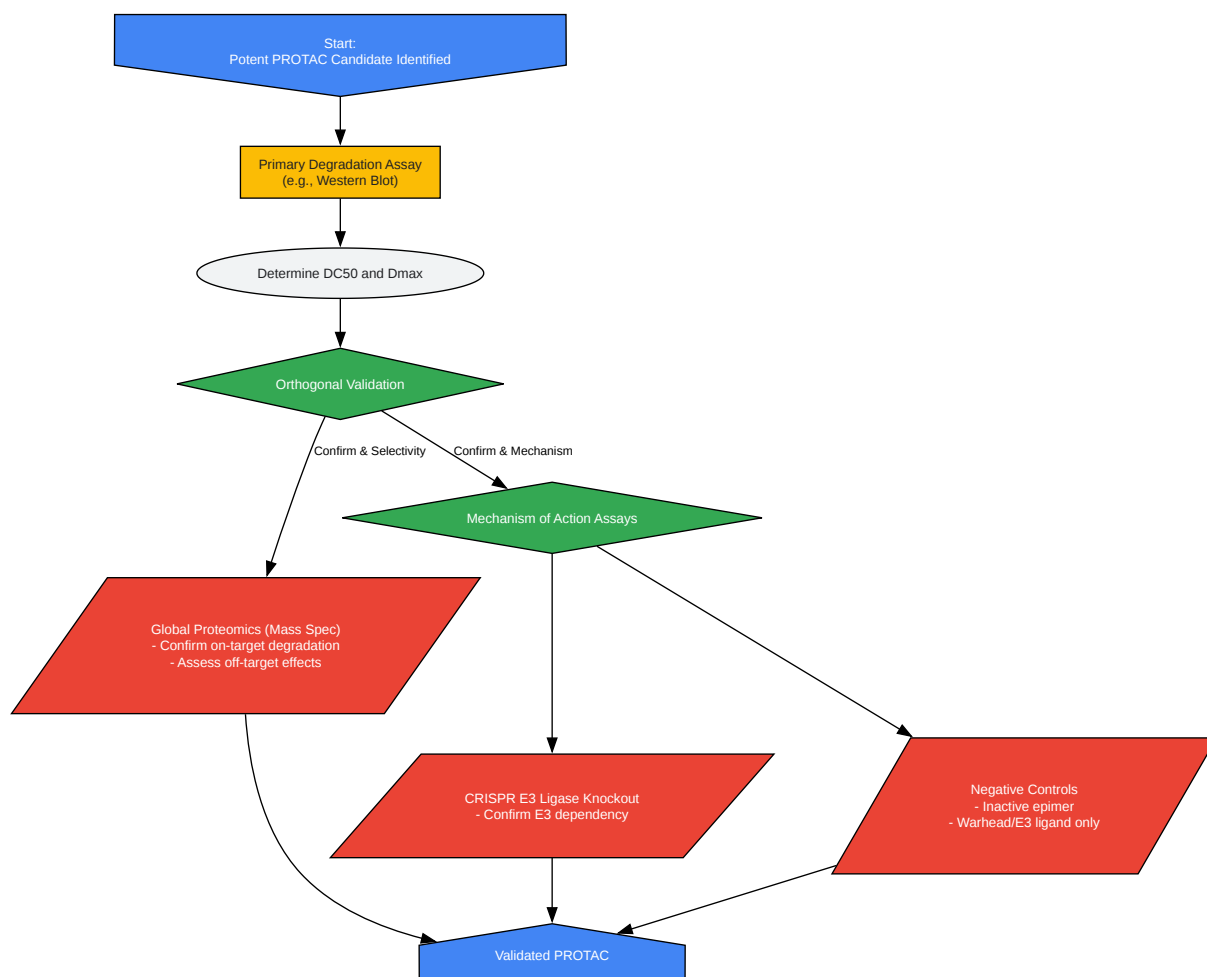 Start:
Potent PROTAC Candidate Identified
Primary Degradation Assay
(e.g., Western Blot)
Determine DC50 and Dmax
Orthogonal Validation
Confirm & Selectivity
Confirm & Mechanism
Mechanism of Action Assays
Global Proteomics (Mass Spec)
- Confirm on-target degradation
- Assess off-target effects
CRISPR E3 Ligase Knockout
- Confirm E3 dependency
Negative Controls
- Inactive epimer
- Warhead/E3 ligand only
Validated PROTAC